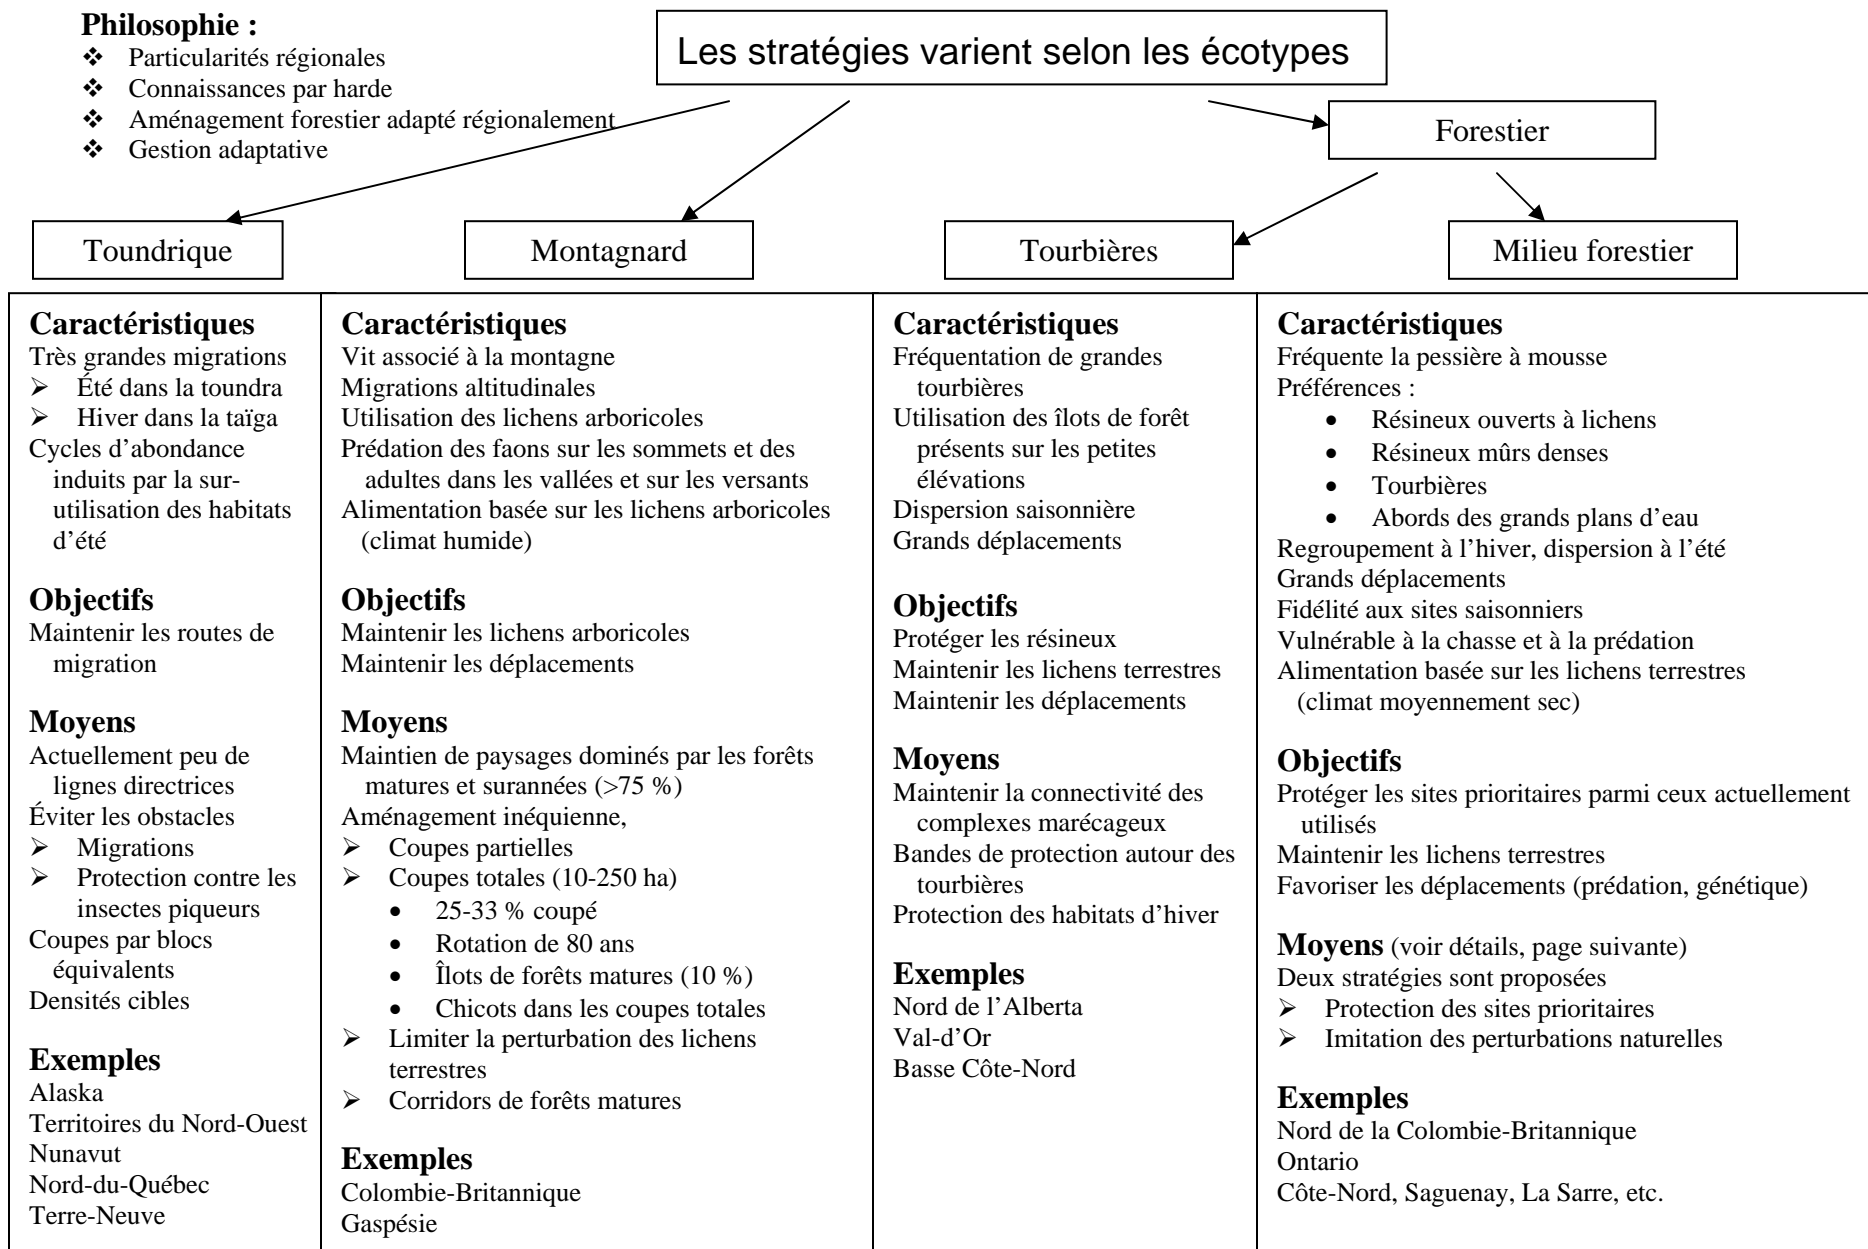 Philosophie :
❖ Particularités régionales
❖ Connaissances par harde
❖ Aménagement forestier adapté régionalement
❖ Gestion adaptative
Les stratégies varient selon les écotypes
Forestier
Toundrique
Montagnard
Tourbières
Milieu forestier
Caractéristiques
Très grandes migrations
➢ Été dans la toundra
➢ Hiver dans la taïga
Cycles d’abondance
induits par la sur-
utilisation des habitats
d’été
Objectifs
Maintenir les routes de
migration
Moyens
Actuellement peu de
lignes directrices
Éviter les obstacles
➢ Migrations
➢ Protection contre les
insectes piqueurs
Coupes par blocs
équivalents
Densités cibles
Exemples
Alaska
Territoires du Nord-Ouest
Nunavut
Nord-du-Québec
Terre-Neuve
Caractéristiques
Vit associé à la montagne
Migrations altitudinales
Utilisation des lichens arboricoles
Prédation des faons sur les sommets et des
adultes dans les vallées et sur les versants
Alimentation basée sur les lichens arboricoles
(climat humide)
Objectifs
Maintenir les lichens arboricoles
Maintenir les déplacements
Moyens
Maintien de paysages dominés par les forêts
matures et surannées (>75 %)
Aménagement inéquienne,
➢ Coupes partielles
➢ Coupes totales (10-250 ha)
• 25-33 % coupé
• Rotation de 80 ans
• Îlots de forêts matures (10 %)
• Chicots dans les coupes totales
➢ Limiter la perturbation des lichens
terrestres
➢ Corridors de forêts matures
Exemples
Colombie-Britannique
Gaspésie
Caractéristiques
Fréquentation de grandes
tourbières
Utilisation des îlots de forêt
présents sur les petites
élévations
Dispersion saisonnière
Grands déplacements
Objectifs
Protéger les résineux
Maintenir les lichens terrestres
Maintenir les déplacements
Moyens
Maintenir la connectivité des
complexes marécageux
Bandes de protection autour des
tourbières
Protection des habitats d’hiver
Exemples
Nord de l’Alberta
Val-d’Or
Basse Côte-Nord
Caractéristiques
Fréquente la pessière à mousse
Préférences :
• Résineux ouverts à lichens
• Résineux mûrs denses
• Tourbières
• Abords des grands plans d’eau
Regroupement à l’hiver, dispersion à l’été
Grands déplacements
Fidélité aux sites saisonniers
Vulnérable à la chasse et à la prédation
Alimentation basée sur les lichens terrestres
(climat moyennement sec)
Objectifs
Protéger les sites prioritaires parmi ceux actuellement
utilisés
Maintenir les lichens terrestres
Favoriser les déplacements (prédation, génétique)
Moyens (voir détails, page suivante)
Deux stratégies sont proposées
➢ Protection des sites prioritaires
➢ Imitation des perturbations naturelles
Exemples
Nord de la Colombie-Britannique
Ontario
Côte-Nord, Saguenay, La Sarre, etc.